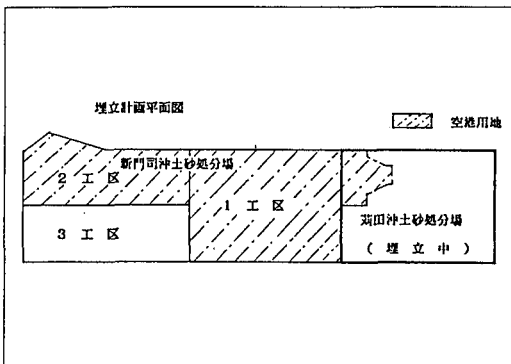 埋立計画平面図
空港用地
新門司沖土砂処分場
2 工 区
1 工 区
3 工 区
苅田沖土砂処分場
( 埋 立 中 )